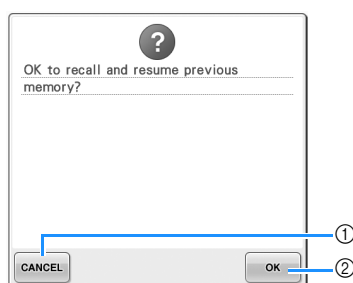 ?
OK to recall and resume previous
memory?
①
CANCEL
OK
②